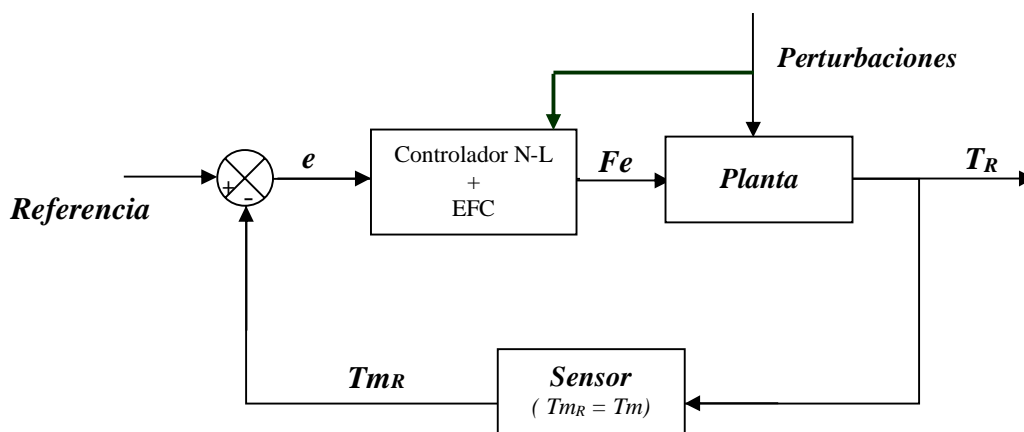 Perturbaciones
Controlador N-L
+
EFC
e
Fe
Planta
TR
+
-
Referencia
TmR
Sensor
( TmR = Tm)